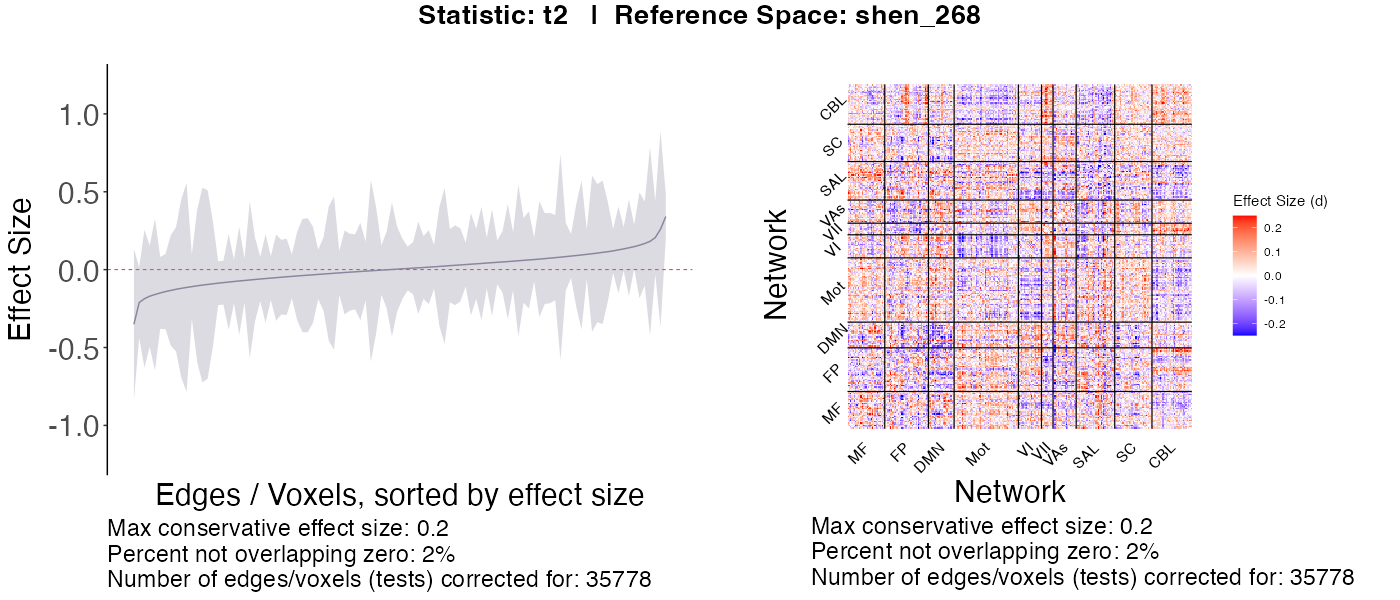 Statistic: t2 | Reference Space: shen_268
Effect Size
1.0
0.5
0.0
-0.5
-1.0
Edges / Voxels, sorted by effect size
Max conservative effect size: 0.2
Percent not overlapping zero: 2%
Number of edges/voxels (tests) corrected for: 35778
Network
CBL
SC
SAL
VAs
VII
VI
Mot
DMN
FP
MF
MF
FP
DMN
Mot
VI
VII
VAs
SAL
SC
CBL
Network
Effect Size (d)
0.2
0.1
0.0
-0.1
-0.2
Max conservative effect size: 0.2
Percent not overlapping zero: 2%
Number of edges/voxels (tests) corrected for: 35778